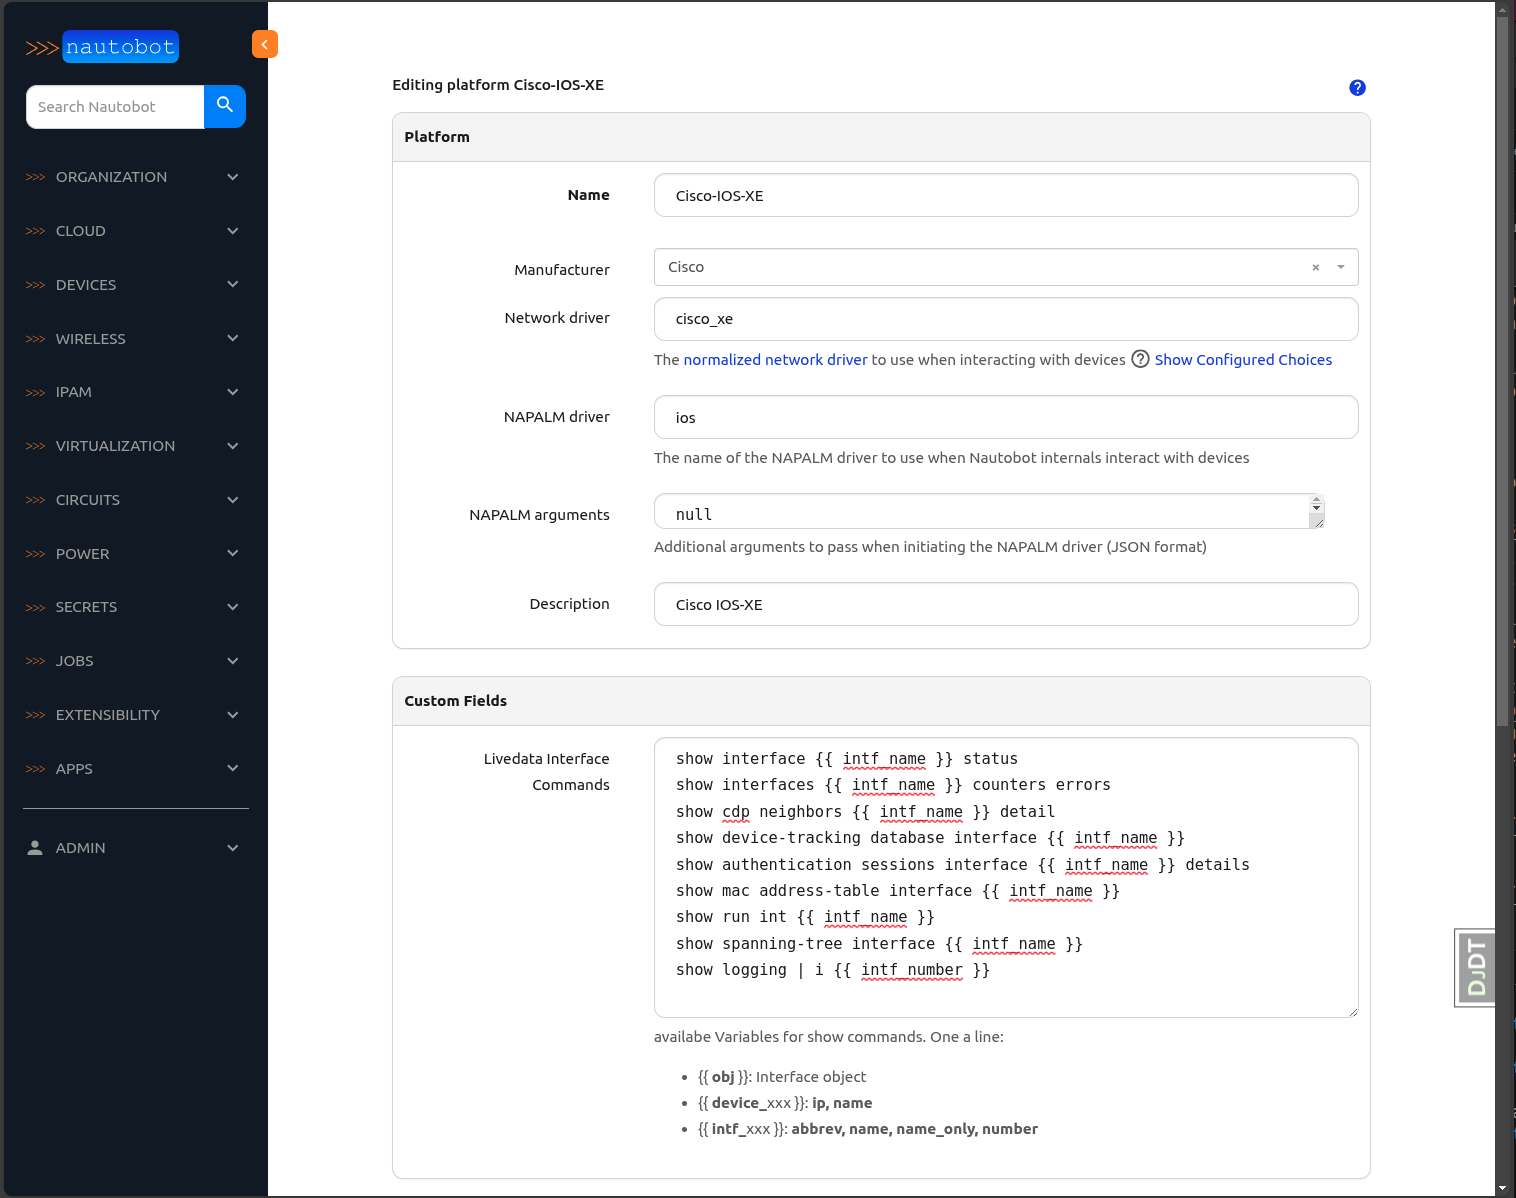 >>> nautobot
Search Nautobot
>>> ORGANIZATION
>>> CLOUD
>>> DEVICES
>>> WIRELESS
>>> IPAM
>>> VIRTUALIZATION
>>> CIRCUITS
>>> POWER
>>> SECRETS
>>> JOBS
>>> EXTENSIBILITY
>>> APPS
ADMIN
Editing platform Cisco-IOS-XE
Platform
Name Cisco-IOS-XE
Manufacturer Cisco
Network driver cisco_xe
The normalized network driver to use when interacting with devices Show Configured Choices
NAPALM driver ios
The name of the NAPALM driver to use when Nautobot internals interact with devices
NAPALM arguments null
Additional arguments to pass when initiating the NAPALM driver (JSON format)
Description Cisco IOS-XE
Custom Fields
Livedata Interface
Commands
show interface {{ intf_name }} status
show interfaces {{ intf_name }} counters errors
show cdp neighbors {{ intf_name }} detail
show device-tracking database interface {{ intf_name }}
show authentication sessions interface {{ intf_name }} details
show mac address-table interface {{ intf_name }}
show run int {{ intf_name }}
show spanning-tree interface {{ intf_name }}
show logging | i {{ intf_number }}
availabe Variables for show commands. One a line:
• {{ obj }}: Interface object
• {{ device_xxx }}: ip, name
• {{ intf_xxx }}: abbrev, name, name_only, number
DJDT